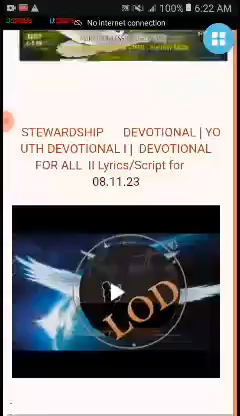 100% 6:22 AM
No internet connection
STEWARDSHIP DEVOTIONAL | YO
UTH DEVOTIONAL I | DEVOTIONAL
FOR ALL II Lyrics/Script for
08.11.23
LOD